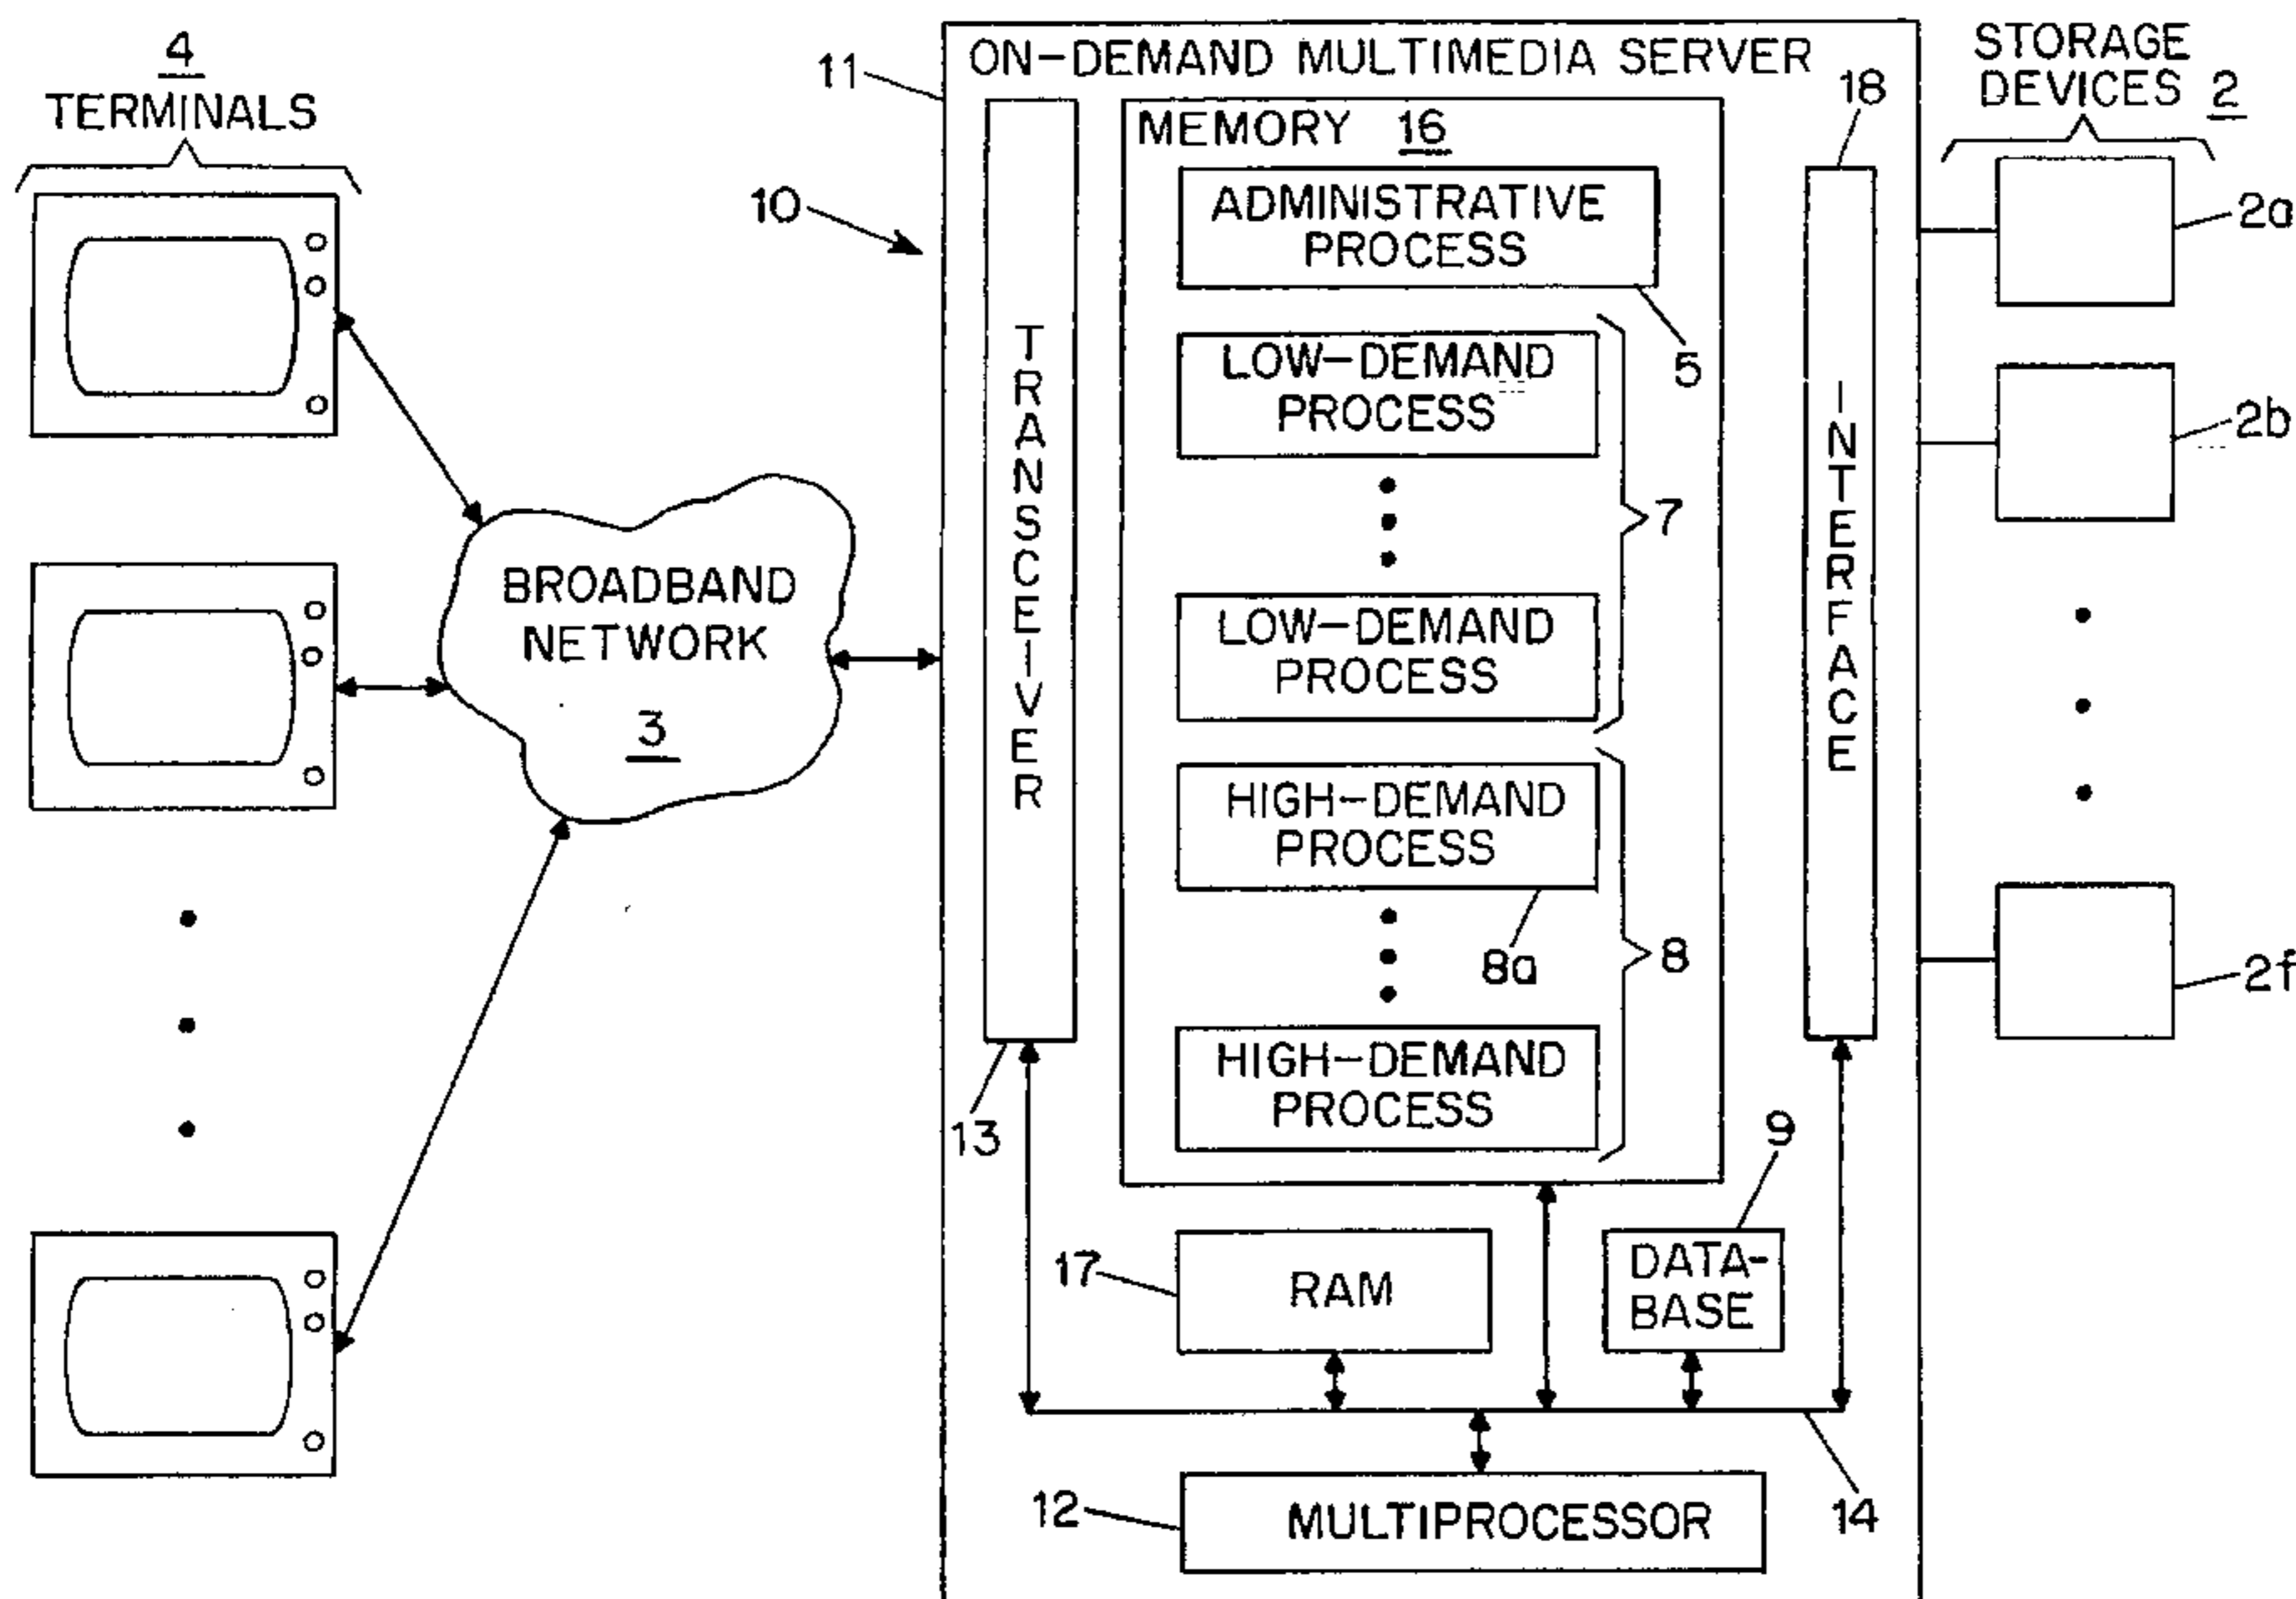 4
TERMINALS
BROADBAND
NETWORK
3
10
11
ON-DEMAND MULTIMEDIA SERVER
TRANSCEIVER
13
MEMORY 16
ADMINISTRATIVE
PROCESS
5
LOW-DEMAND
PROCESS
7
LOW-DEMAND
PROCESS
HIGH-DEMAND
PROCESS
8a
8
HIGH-DEMAND
PROCESS
INTERFACE
18
17
RAM
9
DATA-
BASE
14
12
MULTIPROCESSOR
STORAGE
DEVICES 2
2a
2b
2f